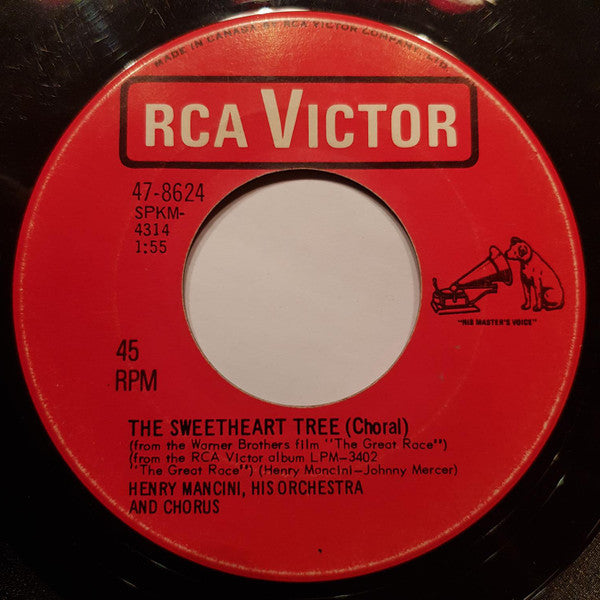 MADE IN CANADA BY RCA VICTOR COMPANY, LTD.
RCA VICTOR
47-8624
SPKM-
4314
1:55
"HIS MASTER'S VOICE"
45
RPM
THE SWEETHEART TREE (Choral)
(from the Warner Brothers film "The Great Race")
(from the RCA Victor album LPM-3402
"The Great Race") (Henry Mancini-Johnny Mercer)
HENRY MANCINI, HIS ORCHESTRA
AND CHORUS